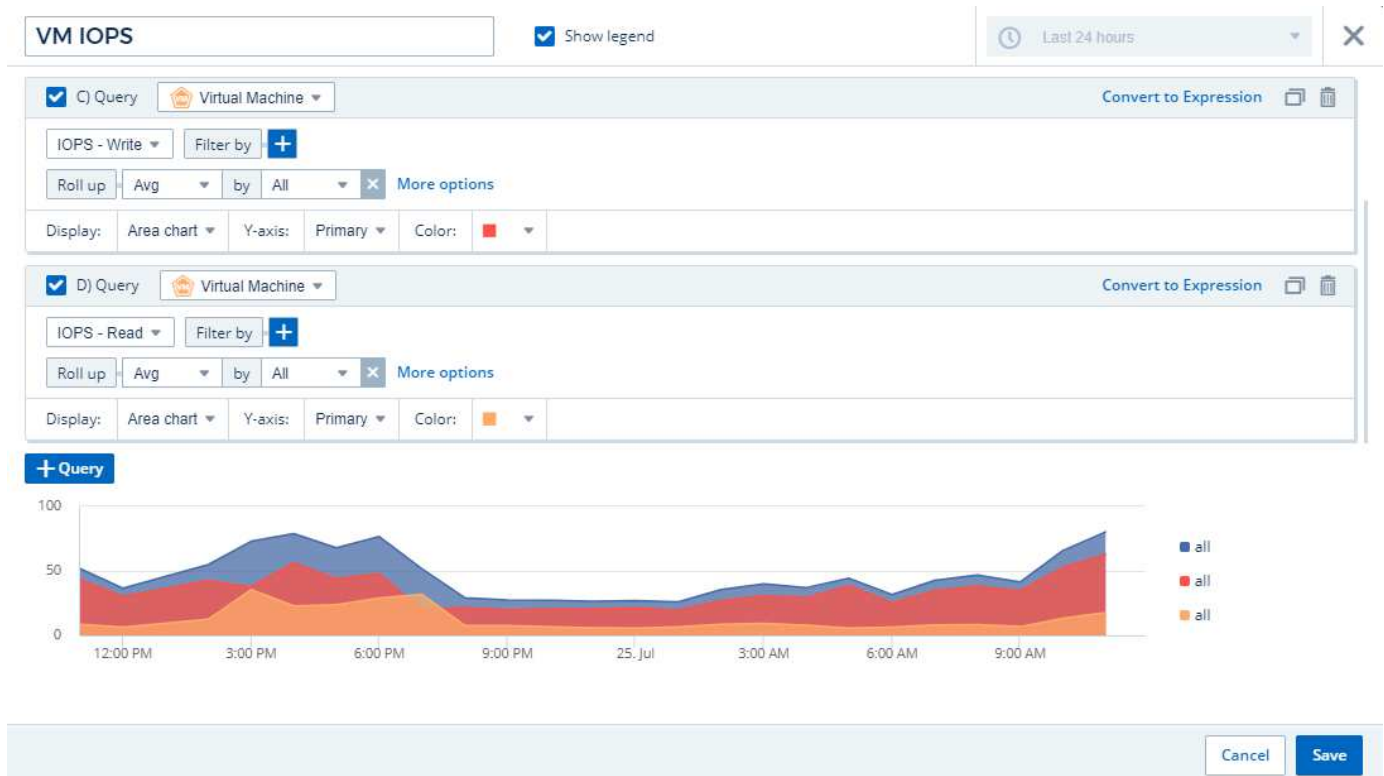 VM IOPS Show legend Last 24 hours
C) Query Virtual Machine Convert to Expression
IOPS - Write Filter by
Roll up Avg by All More options
Display: Area chart Y-axis: Primary Color:
D) Query Virtual Machine Convert to Expression
IOPS - Read Filter by
Roll up Avg by All More options
Display: Area chart Y-axis: Primary Color:
+ Query
100
50
0
all
all
all
12:00 PM 3:00 PM 6:00 PM 9:00 PM 25. Jul 3:00 AM 6:00 AM 9:00 AM
Cancel Save